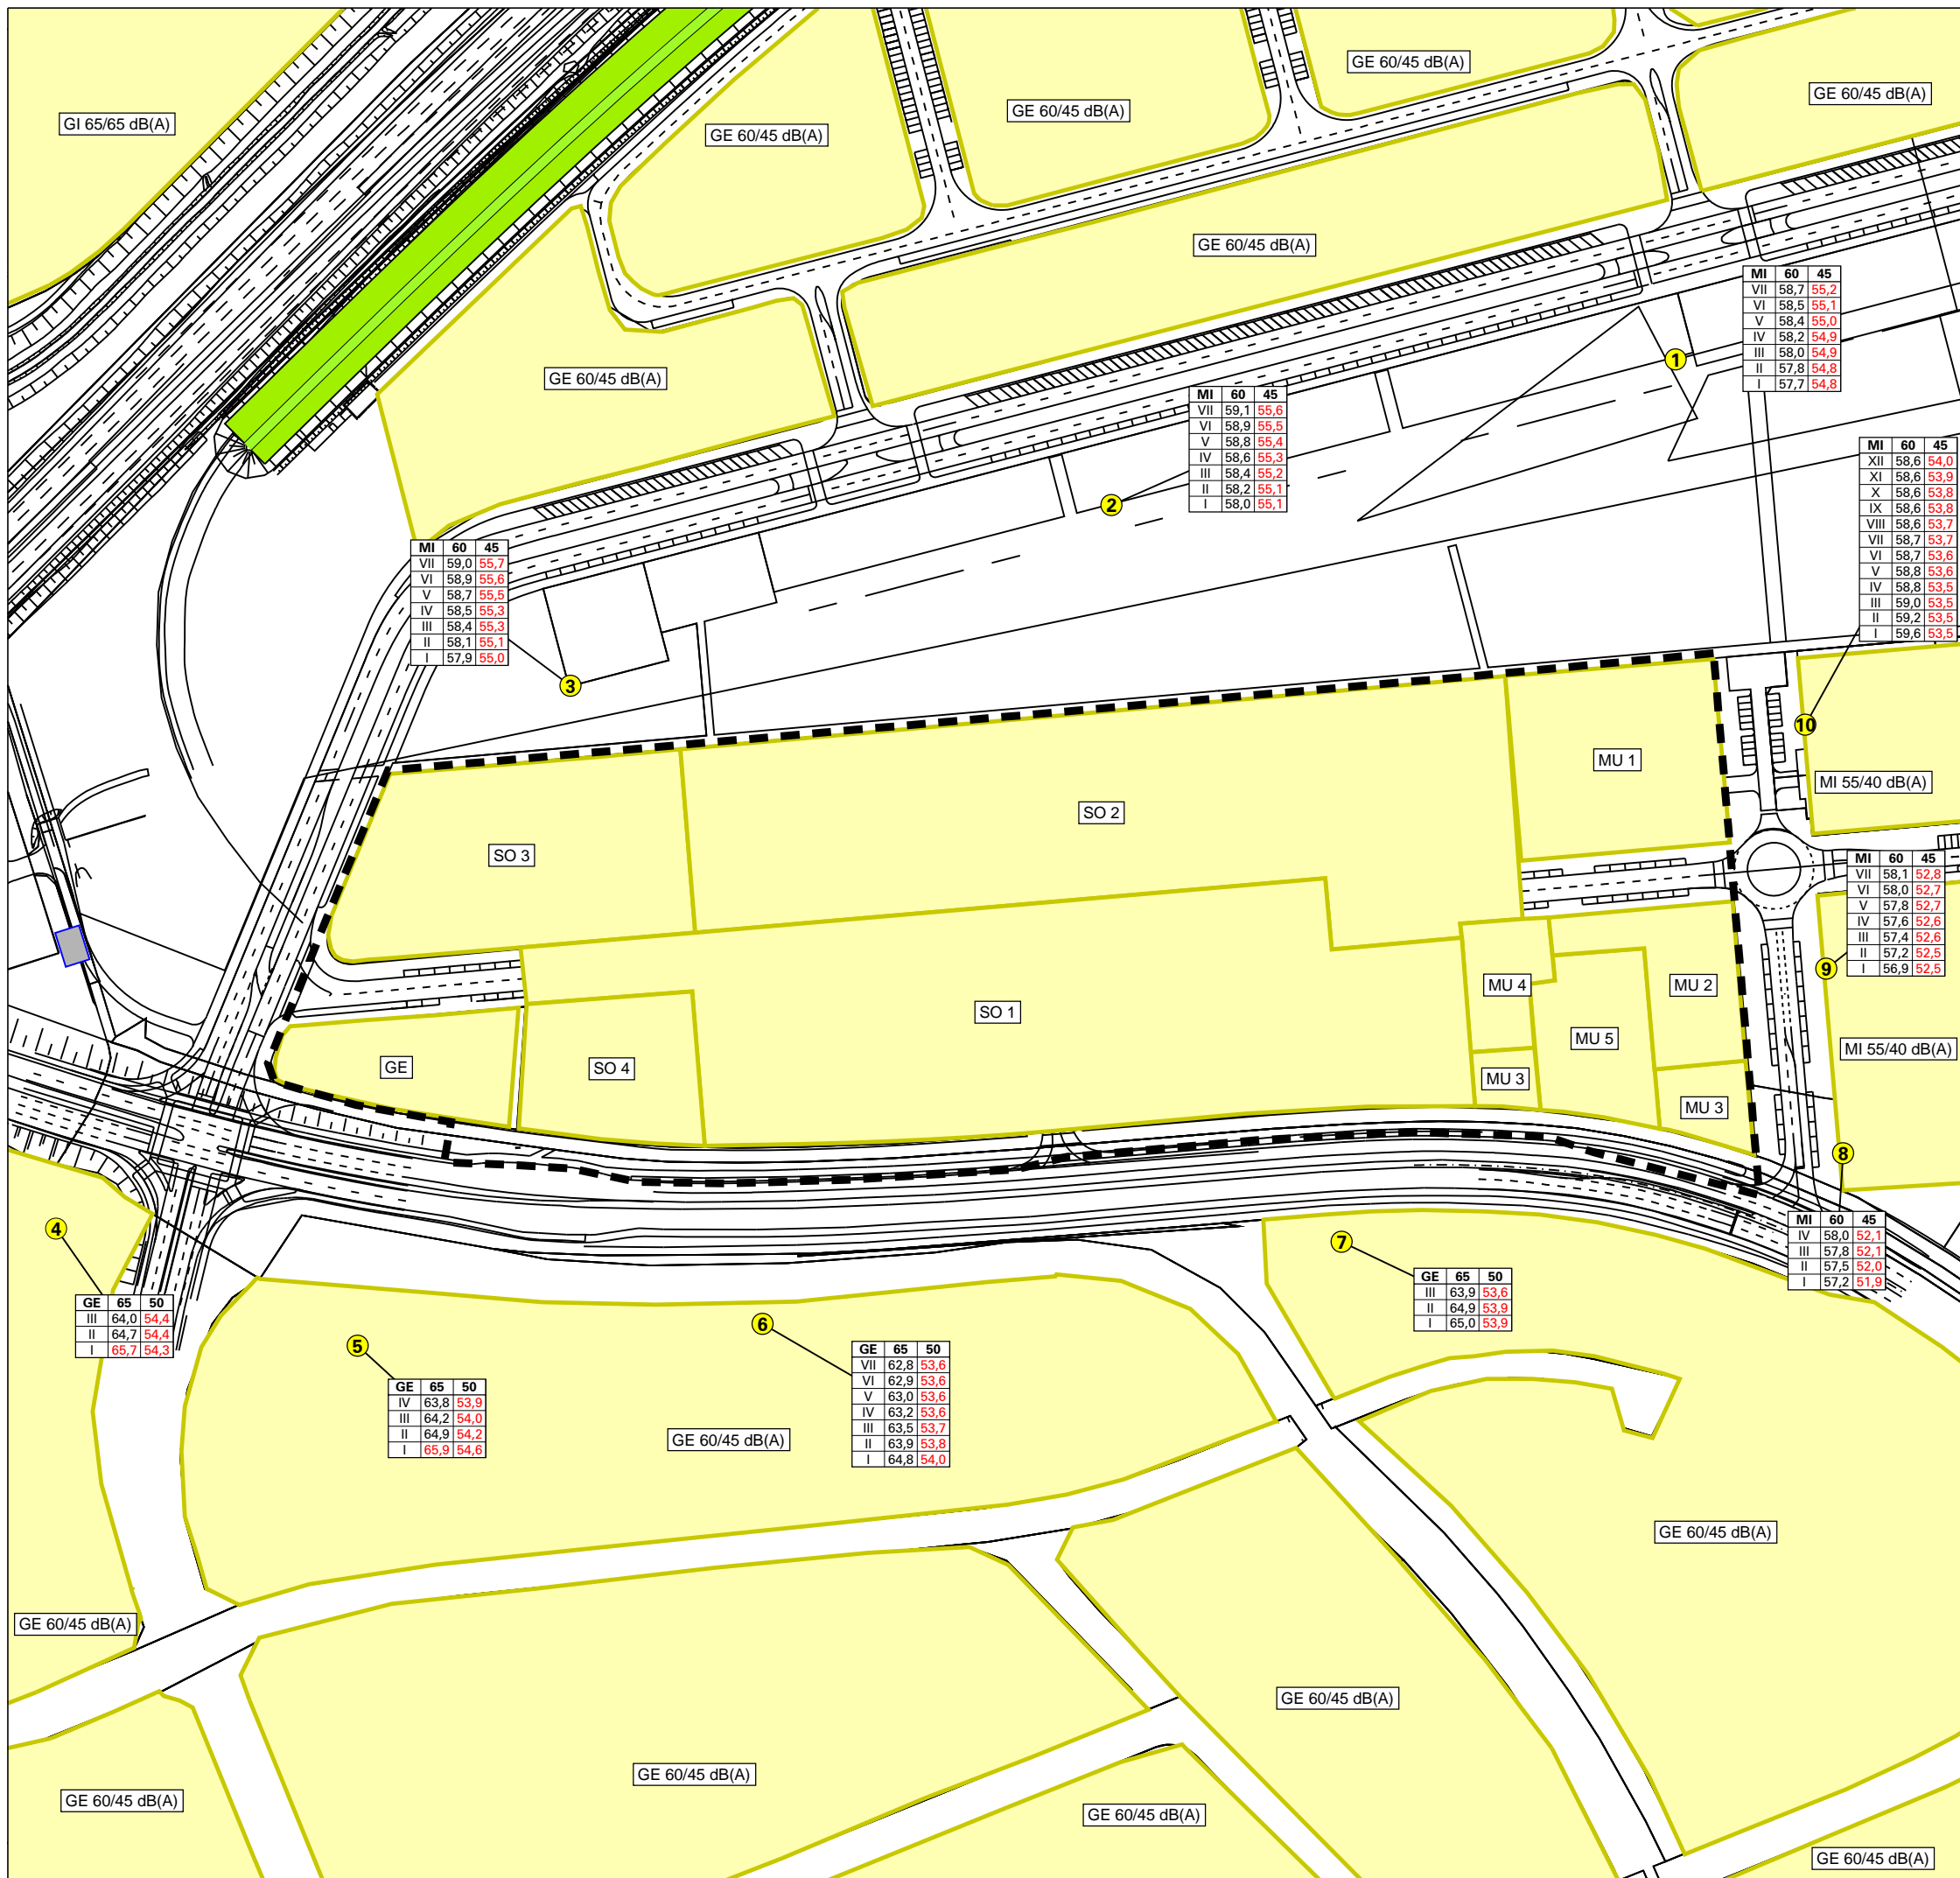 GI 65/65 dB(A)
GE 60/45 dB(A)
GE 60/45 dB(A)
GE 60/45 dB(A)
GE 60/45 dB(A)
GE 60/45 dB(A)
GE 60/45 dB(A)
MI 60 45
VII 58,7 55,2
VI 58,5 55,1
V 58,4 55,0
IV 58,2 54,9
III 58,0 54,9
II 57,8 54,8
I 57,7 54,8
1
MI 60 45
VII 59,1 55,6
VI 58,9 55,5
V 58,8 55,4
IV 58,6 55,3
III 58,4 55,2
II 58,2 55,1
I 58,0 55,1
2
MI 60 45
XII 58,6 54,0
XI 58,6 53,9
X 58,6 53,8
IX 58,6 53,8
VIII 58,6 53,7
VII 58,7 53,7
VI 58,7 53,6
V 58,8 53,6
IV 58,8 53,5
III 59,0 53,5
II 59,2 53,5
I 59,6 53,5
10
MI 60 45
VII 59,0 55,7
VI 58,9 55,6
V 58,7 55,5
IV 58,5 55,3
III 58,4 55,3
II 58,1 55,1
I 57,9 55,0
3
MU 1
MI 55/40 dB(A)
SO 2
SO 3
MI 60 45
VII 58,1 52,8
VI 58,0 52,7
V 57,8 52,7
IV 57,6 52,6
III 57,4 52,6
II 57,2 52,5
I 56,9 52,5
9
MU 4
MU 2
SO 1
MU 5
MI 55/40 dB(A)
GE
SO 4
MU 3
MU 3
8
MI 60 45
IV 58,0 52,1
III 57,8 52,1
II 57,5 52,0
I 57,2 51,9
4
GE 65 50
III 64,0 54,4
II 64,7 54,4
I 65,7 54,3
7
GE 65 50
III 63,9 53,6
II 64,9 53,9
I 65,0 53,9
6
GE 65 50
VII 62,8 53,6
VI 62,9 53,6
V 63,0 53,6
IV 63,2 53,6
III 63,5 53,7
II 63,9 53,8
I 64,8 54,0
5
GE 65 50
IV 63,8 53,9
III 64,2 54,0
II 64,9 54,2
I 65,9 54,6
GE 60/45 dB(A)
GE 60/45 dB(A)
GE 60/45 dB(A)
GE 60/45 dB(A)
GE 60/45 dB(A)
GE 60/45 dB(A)
GE 60/45 dB(A)
GE 60/45 dB(A)